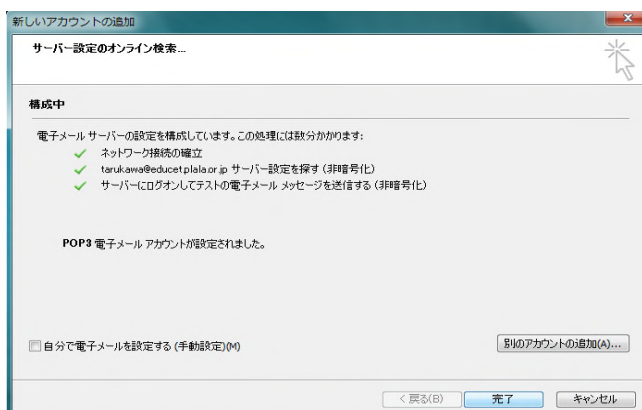 新しいアカウントの追加
サーバー設定のオンライン検索...
構成中
電子メール サーバーの設定を構成しています。この処理には数分かかります:
ネットワーク接続の確立
tarukawa@educet.plala.or.jp サーバー設定を探す (非暗号化)
サーバーにログオンしてテストの電子メール メッセージを送信する (非暗号化)
POP3 電子メール アカウントが設定されました。
自分で電子メールを設定する (手動設定)(M)
別のアカウントの追加(A)...
< 戻る(B)
完了
キャンセル